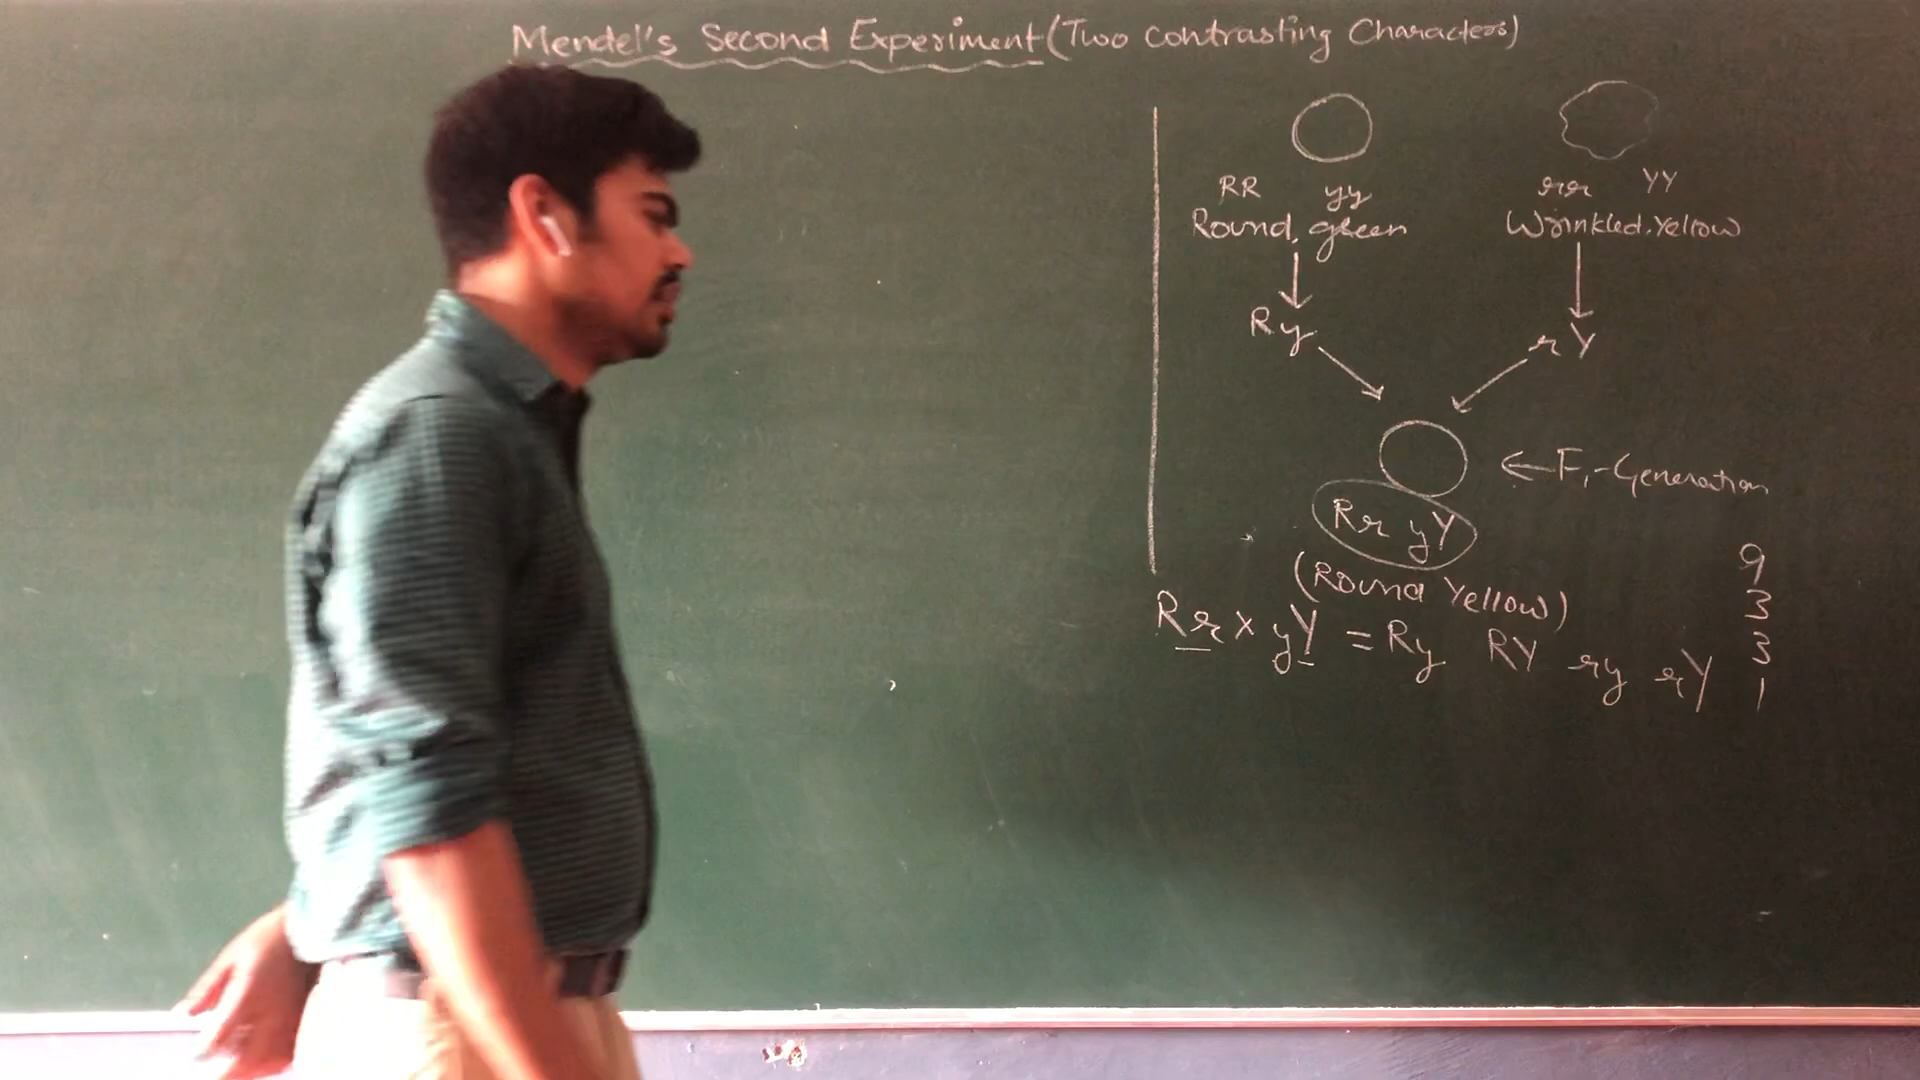 Mendel's Second Experiment (Two contrasting Characters)
RR yy rr YY
Round, green Wrinkled, Yellow
Ry rY
← F1-Generation
Rr yY
(Round Yellow)
Rr x yY = Ry RY ry rY
9
3
3
1